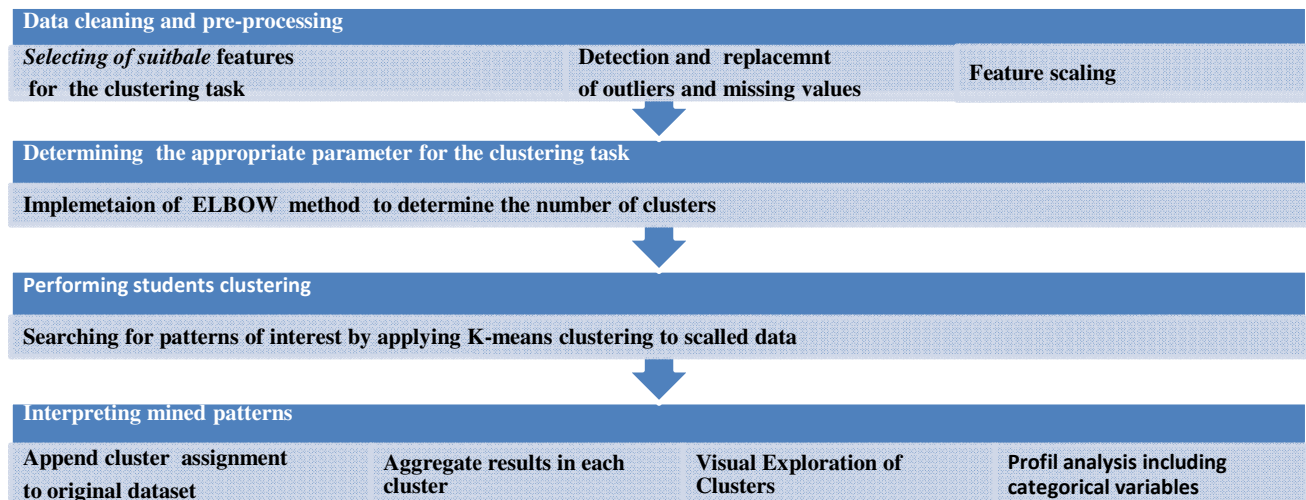 Data cleaning and pre-processing
Selecting of suitbale features
for the clustering task
Detection and replacemnt
of outliers and missing values
Feature scaling
Determining the appropriate parameter for the clustering task
Implemetaion of ELBOW method to determine the number of clusters
Performing students clustering
Searching for patterns of interest by applying K-means clustering to scalled data
Interpreting mined patterns
Append cluster assignment
to original dataset
Aggregate results in each
cluster
Visual Exploration of
Clusters
Profil analysis including
categorical variables